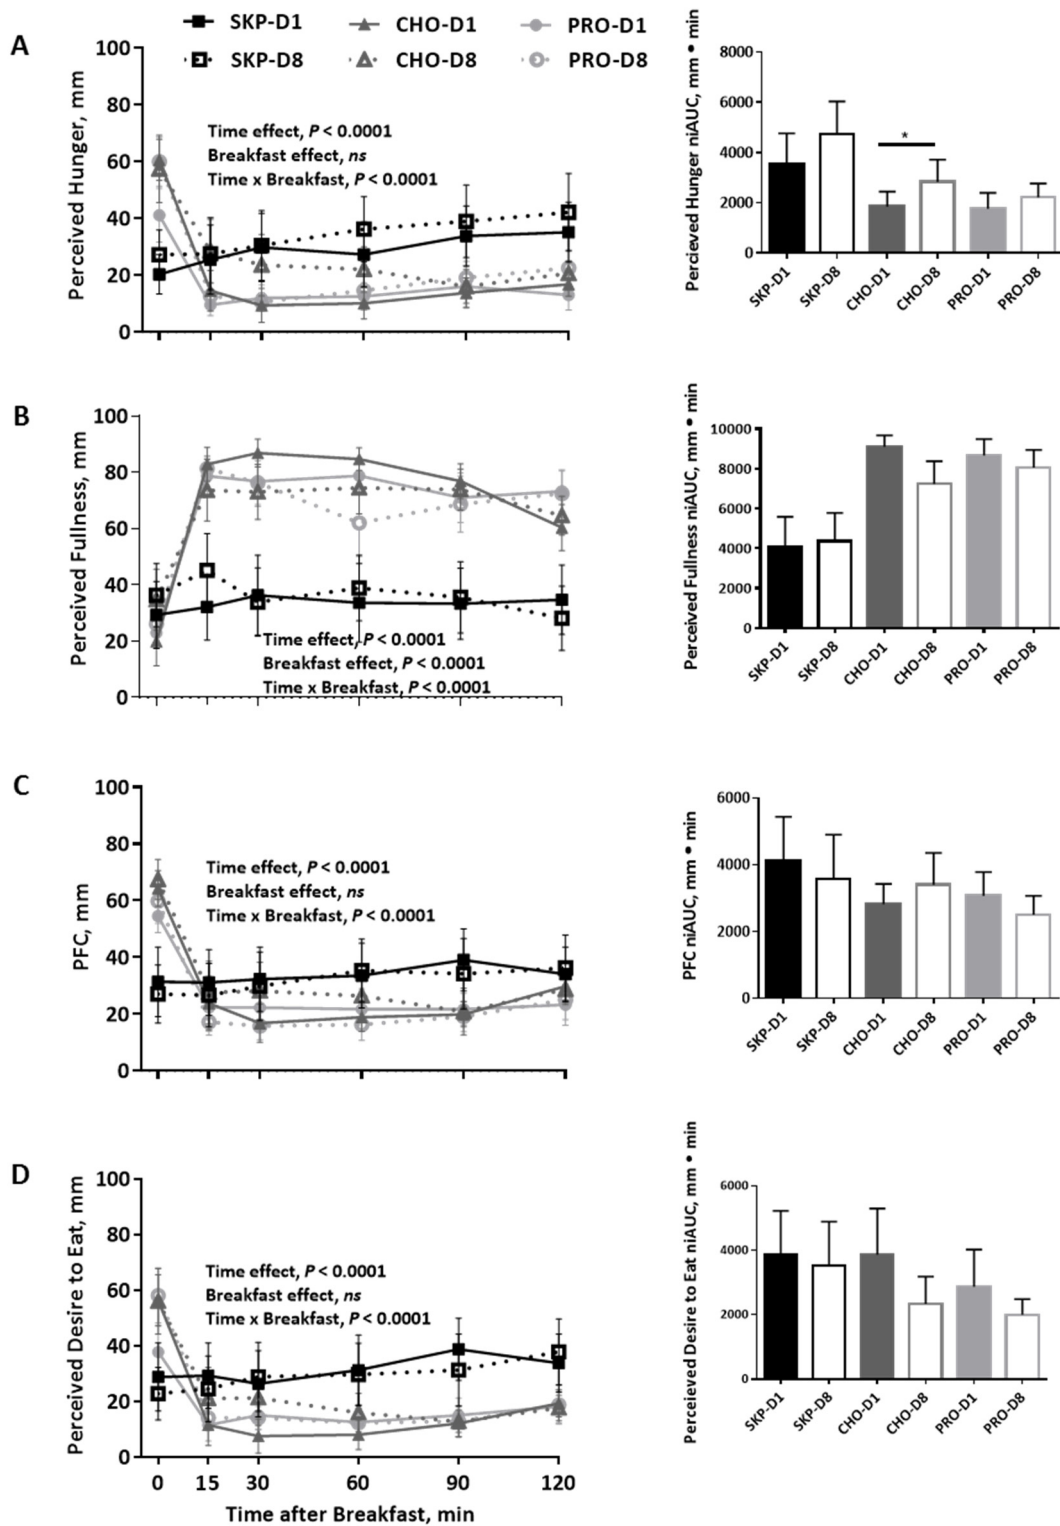 SKP-D1 CHO-D1 PRO-D1
SKP-D8 CHO-D8 PRO-D8
A
Perceived Hunger, mm
100
80
60
40
20
0
Time effect, P < 0.0001
Breakfast effect, ns
Time x Breakfast, P < 0.0001
Percieved Hunger niAUC, mm • min
8000
6000
4000
2000
0
*
SKP-D1 SKP-D8 CHO-D1 CHO-D8 PRO-D1 PRO-D8
B
Perceived Fullness, mm
100
80
60
40
20
0
Time effect, P < 0.0001
Breakfast effect, P < 0.0001
Time x Breakfast, P < 0.0001
Perceived Fullness niAUC, mm • min
10000
8000
6000
4000
2000
0
SKP-D1 SKP-D8 CHO-D1 CHO-D8 PRO-D1 PRO-D8
C
PFC, mm
100
80
60
40
20
0
Time effect, P < 0.0001
Breakfast effect, ns
Time x Breakfast, P < 0.0001
PFC niAUC, mm • min
6000
4000
2000
0
SKP-D1 SKP-D8 CHO-D1 CHO-D8 PRO-D1 PRO-D8
D
Perceived Desire to Eat, mm
100
80
60
40
20
0
Time effect, P < 0.0001
Breakfast effect, ns
Time x Breakfast, P < 0.0001
0 15 30 60 90 120
Time after Breakfast, min
Perceieved Desire to Eat niAUC, mm • min
6000
4000
2000
0
SKP-D1 SKP-D8 CHO-D1 CHO-D8 PRO-D1 PRO-D8